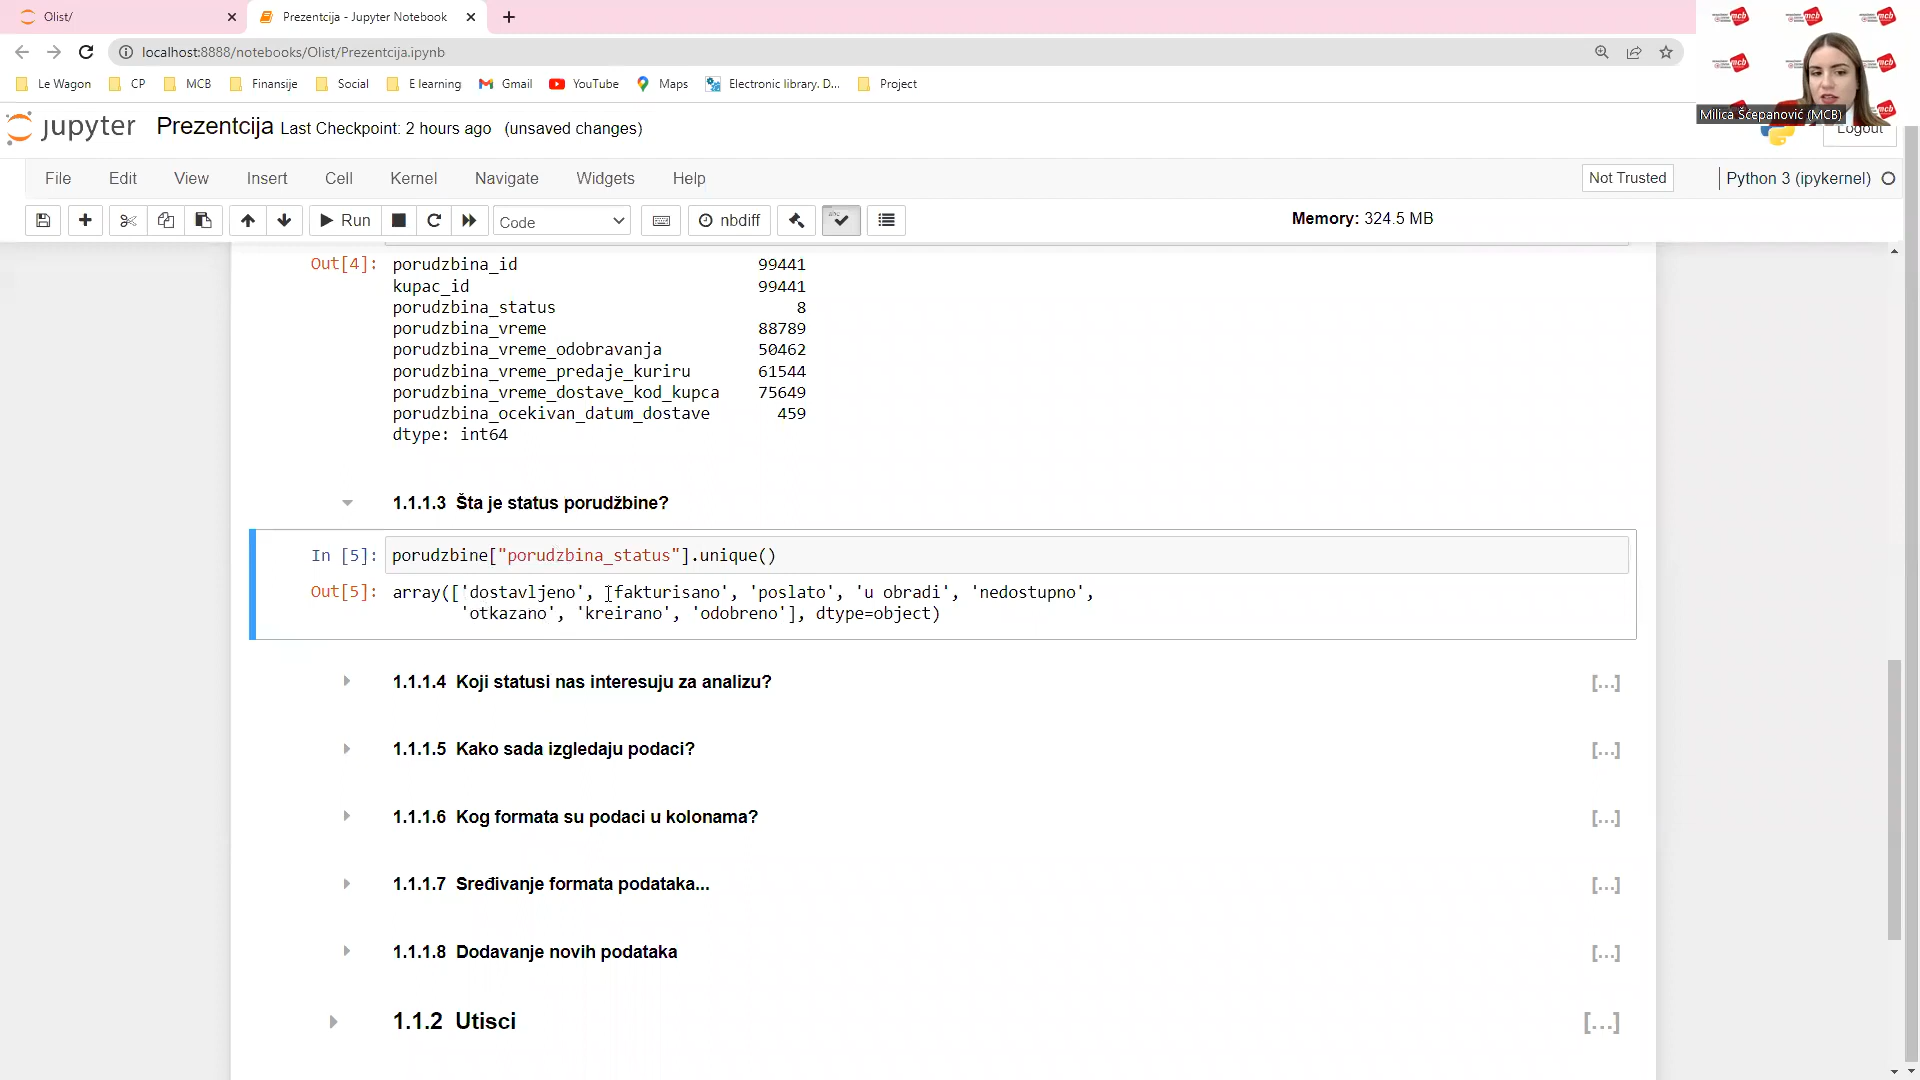 Olist/
Prezentcija - Jupyter Notebook
localhost:8888/notebooks/Olist/Prezentcija.ipynb
Le Wagon CP MCB Finansije Social E learning Gmail YouTube Maps Electronic library. D... Project
mcb mcb mcb
mcb mcb
Milica Šćepanović (MCB)
jupyter Prezentcija Last Checkpoint: 2 hours ago (unsaved changes)
Logout
File Edit View Insert Cell Kernel Navigate Widgets Help
Not Trusted
Python 3 (ipykernel)
Run Code nbdiff
Memory: 324.5 MB
Out[4]: porudzbina_id 99441
kupac_id 99441
porudzbina_status 8
porudzbina_vreme 88789
porudzbina_vreme_odobravanja 50462
porudzbina_vreme_predaje_kuriru 61544
porudzbina_vreme_dostave_kod_kupca 75649
porudzbina_ocekivan_datum_dostave 459
dtype: int64
1.1.1.3 Šta je status porudžbine?
In [5]: porudzbine["porudzbina_status"].unique()
Out[5]: array(['dostavljeno', 'fakturisano', 'poslato', 'u obradi', 'nedostupno',
'otkazano', 'kreirano', 'odobreno'], dtype=object)
1.1.1.4 Koji statusi nas interesuju za analizu? [...]
1.1.1.5 Kako sada izgledaju podaci? [...]
1.1.1.6 Kog formata su podaci u kolonama? [...]
1.1.1.7 Sređivanje formata podataka... [...]
1.1.1.8 Dodavanje novih podataka [...]
1.1.2 Utisci [...]